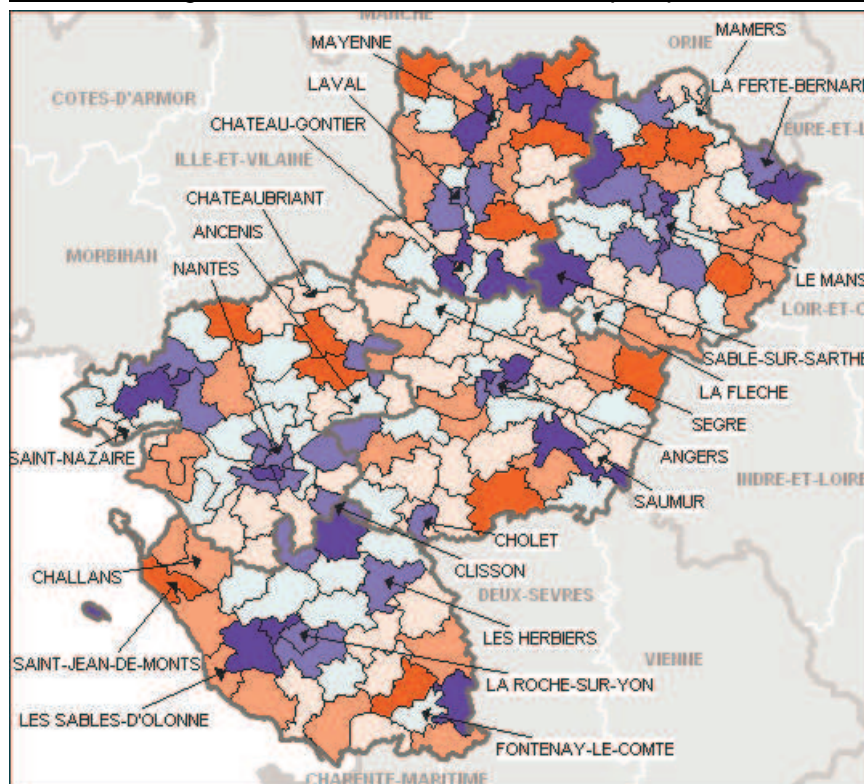 MANCHE
MAYENNE
ORNE
MAMERS
LAVAL
LA FERTE-BERNARD
COTES-D'ARMOR
CHATEAU-GONTIER
EURE-ET-L
ILLE-ET-VILAINE
CHATEAUBRIANT
ANCENIS
MORBIHAN
NANTES
LE MANS
LOIR-ET-C
SABLE-SUR-SARTHE
LA FLECHE
SEGRE
SAINT-NAZAIRE
ANGERS
INDRE-ET-LOIRE
SAUMUR
CHOLET
CHALLANS
CLISSON
DEUX-SEVRES
LES HERBIERS
SAINT-JEAN-DE-MONTS
VIENNE
LA ROCHE-SUR-YON
LES SABLES-D'OLONNE
FONTENAY-LE-COMTE
CHARENTE-MARITIME